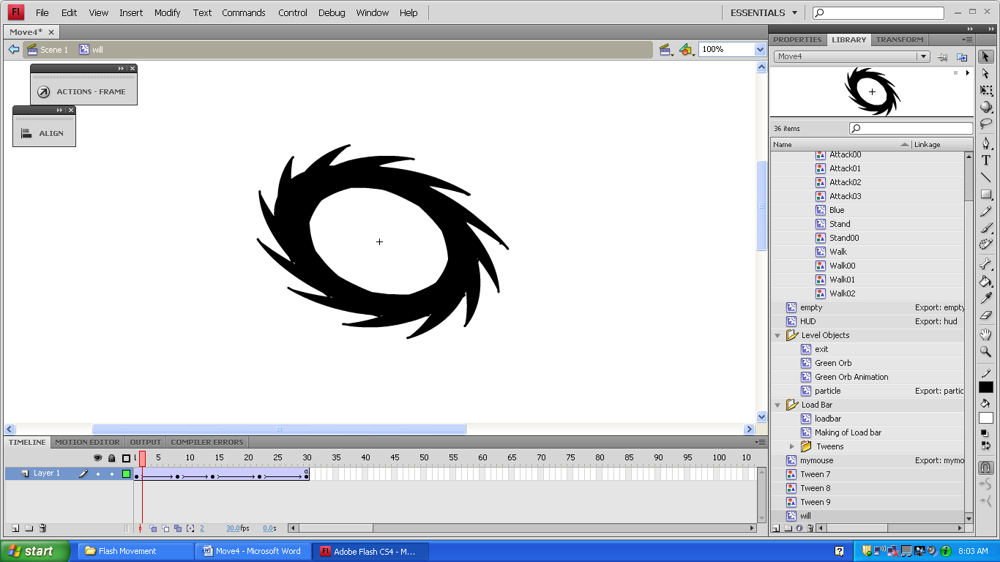 Fl File Edit View Insert Modify Text Commands Control Debug Window Help ESSENTIALS
Move4*
Scene 1 will 100%
ACTIONS - FRAME
ALIGN
PROPERTIES LIBRARY TRANSFORM
Move4
36 items
Name Linkage
Attack00
Attack01
Attack02
Attack03
Blue
Stand
Stand00
Walk
Walk00
Walk01
Walk02
empty Export: empty
HUD Export: hud
Level Objects
exit
Green Orb
Green Orb Animation
particle Export: partic
Load Bar
loadbar
Making of Load bar
Tweens
mymouse Export: mymo
Tween 7
Tween 8
Tween 9
will
T
TIMELINE MOTION EDITOR OUTPUT COMPILER ERRORS
1 5 10 15 20 25 30 35 40 45 50 55 60 65 70 75 80 85 90 95 100 10
Layer 1
2 30.0fps 0.0s
start Flash Movement Move4 - Microsoft Word Fl Adobe Flash CS4 - M... 8:03 AM